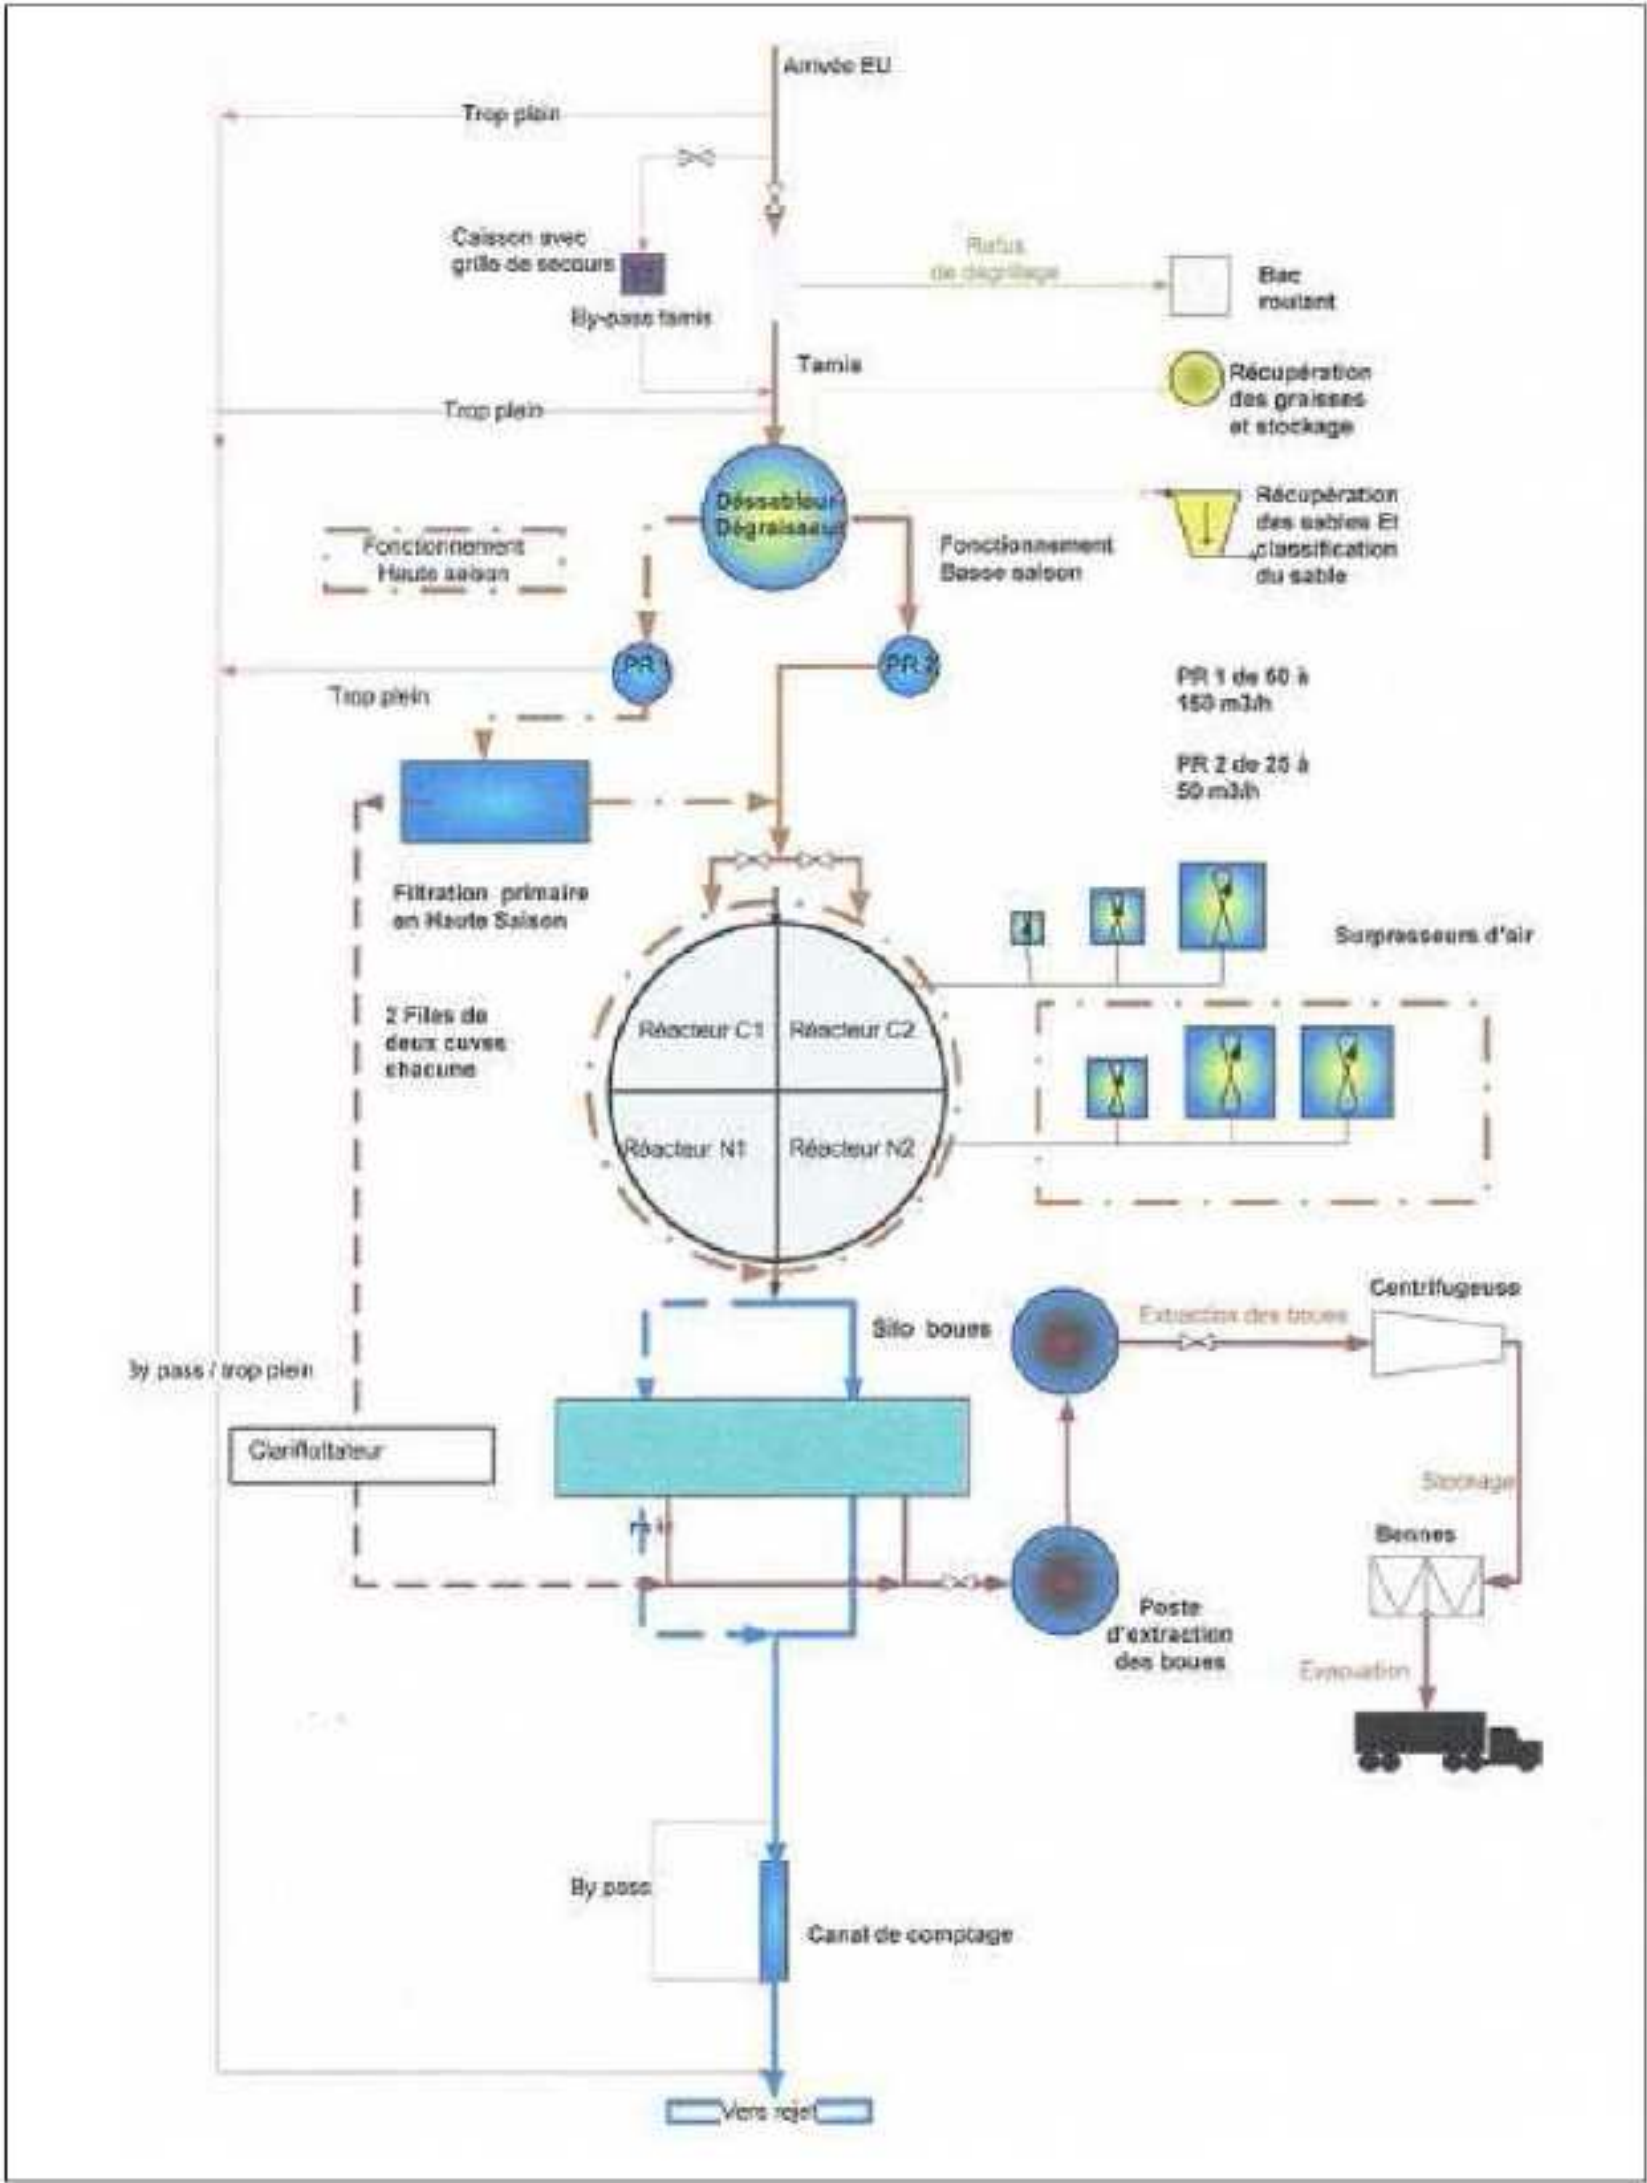 Arrivée EU
Trop plein
Caisson avec
grille de secours
By-pass tamis
Refus
de dégrillage
Bac
roulant
Tamis
Trop plein
Récupération
des graisses
et stockage
Déssableur
Dégraisseur
Fonctionnement
Haute saison
Fonctionnement
Basse saison
Récupération
des sables Et
classification
du sable
PR 1
PR 2
Trop plein
PR 1 de 60 à
150 m3/h
PR 2 de 25 à
50 m3/h
Filtration primaire
en Haute Saison
Surpresseurs d'air
2 Files de
deux cuves
chacune
Réacteur C1
Réacteur C2
Réacteur N1
Réacteur N2
Silo boues
Extraction des boues
Centrifugeuse
By pass / trop plein
Clariflottateur
Stockage
Bennes
Poste
d'extraction
des boues
Evacuation
By pass
Canal de comptage
Vers rejet